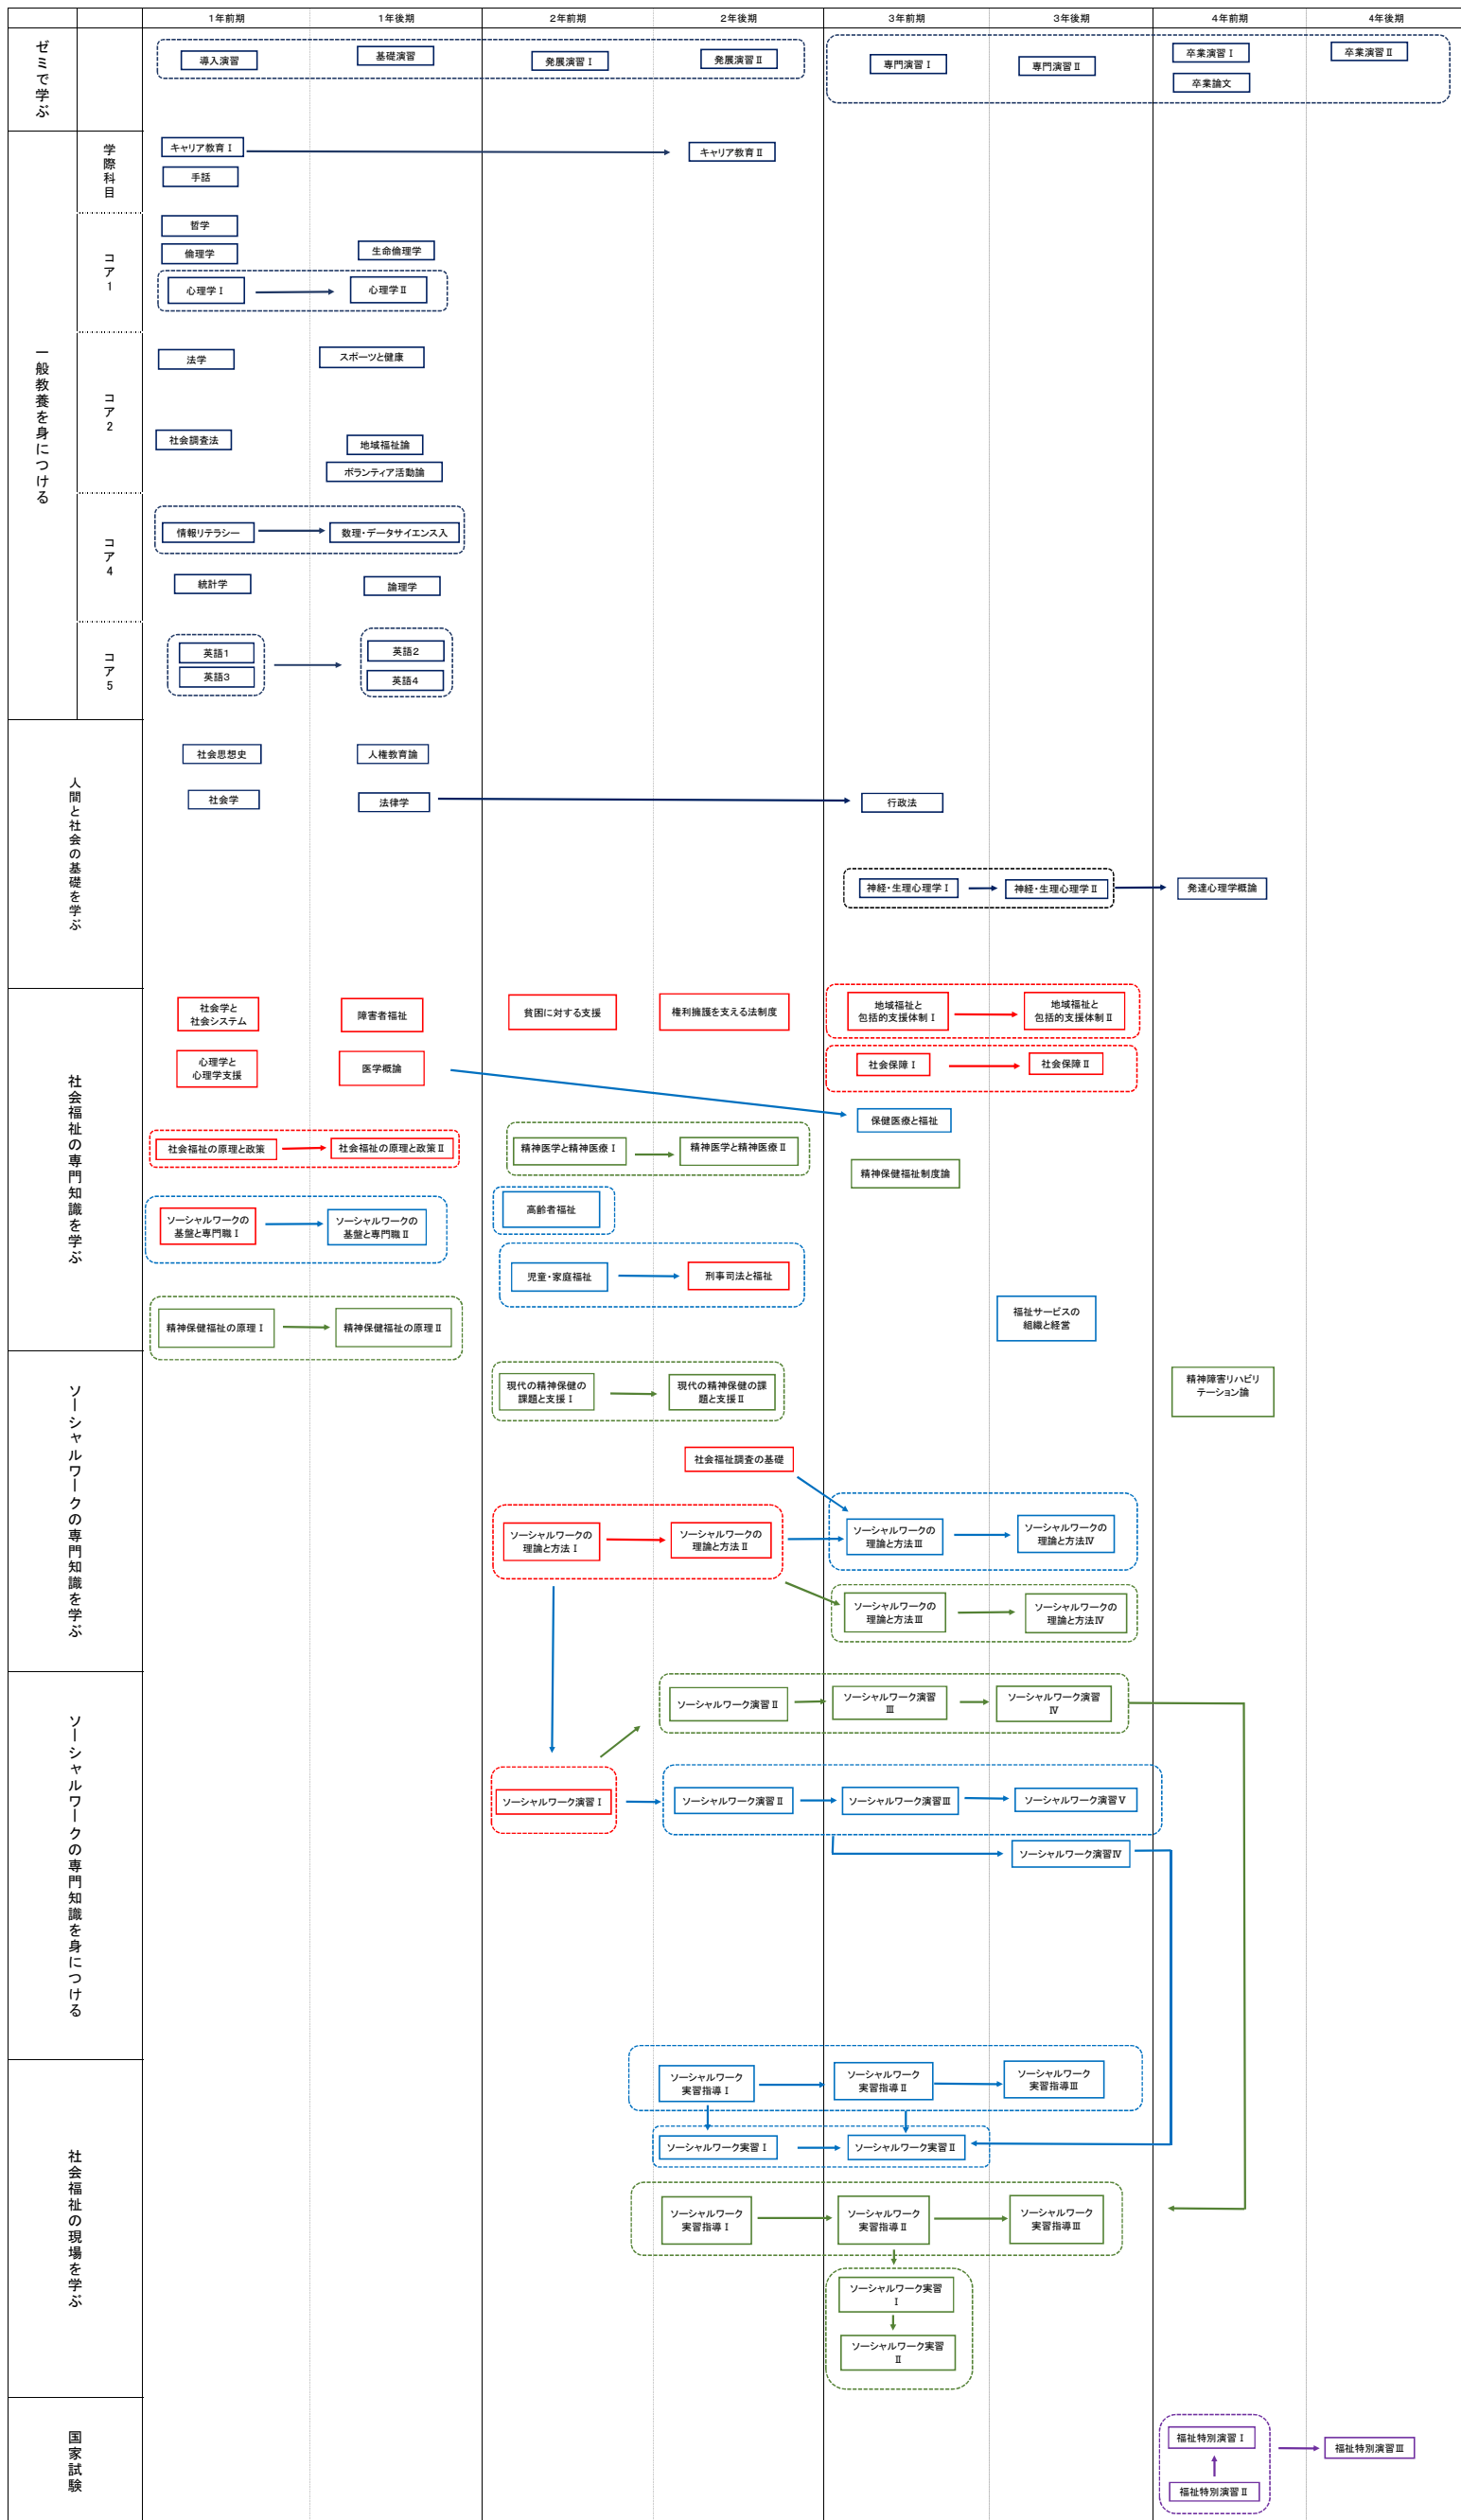 1年前期
1年後期
2年前期
2年後期
3年前期
3年後期
4年前期
4年後期
ゼミで学ぶ
導入演習
基礎演習
発展演習Ⅰ
発展演習Ⅱ
専門演習Ⅰ
専門演習Ⅱ
卒業演習Ⅰ
卒業演習Ⅱ
卒業論文
一般教養を身につける
学際科目
キャリア教育Ⅰ
キャリア教育Ⅱ
手話
コア1
哲学
倫理学
生命倫理学
心理学Ⅰ
心理学Ⅱ
コア2
法学
スポーツと健康
社会調査法
地域福祉論
ボランティア活動論
コア4
情報リテラシー
数理・データサイエンス入
統計学
論理学
コア5
英語1
英語3
英語2
英語4
人間と社会の基礎を学ぶ
社会思想史
人権教育論
社会学
法律学
行政法
神経・生理心理学Ⅰ
神経・生理心理学Ⅱ
発達心理学概論
社会福祉の専門知識を学ぶ
社会学と
社会システム
障害者福祉
貧困に対する支援
権利擁護を支える法制度
地域福祉と
包括的支援体制Ⅰ
地域福祉と
包括的支援体制Ⅱ
心理学と
心理学支援
医学概論
社会保障Ⅰ
社会保障Ⅱ
保健医療と福祉
社会福祉の原理と政策
社会福祉の原理と政策Ⅱ
精神医学と精神医療Ⅰ
精神医学と精神医療Ⅱ
精神保健福祉制度論
ソーシャルワークの
基盤と専門職Ⅰ
ソーシャルワークの
基盤と専門職Ⅱ
高齢者福祉
児童・家庭福祉
刑事司法と福祉
精神保健福祉の原理Ⅰ
精神保健福祉の原理Ⅱ
福祉サービスの
組織と経営
ソーシャルワークの専門知識を学ぶ
現代の精神保健の
課題と支援Ⅰ
現代の精神保健の課
題と支援Ⅱ
精神障害リハビリ
テーション論
社会福祉調査の基礎
ソーシャルワークの
理論と方法Ⅰ
ソーシャルワークの
理論と方法Ⅱ
ソーシャルワークの
理論と方法Ⅲ
ソーシャルワークの
理論と方法Ⅳ
ソーシャルワークの
理論と方法Ⅲ
ソーシャルワークの
理論と方法Ⅳ
ソーシャルワークの専門知識を身につける
ソーシャルワーク演習Ⅱ
ソーシャルワーク演習
Ⅲ
ソーシャルワーク演習
Ⅳ
ソーシャルワーク演習Ⅰ
ソーシャルワーク演習Ⅱ
ソーシャルワーク演習Ⅲ
ソーシャルワーク演習Ⅴ
ソーシャルワーク演習Ⅳ
社会福祉の現場を学ぶ
ソーシャルワーク
実習指導Ⅰ
ソーシャルワーク
実習指導Ⅱ
ソーシャルワーク
実習指導Ⅲ
ソーシャルワーク実習Ⅰ
ソーシャルワーク実習Ⅱ
ソーシャルワーク
実習指導Ⅰ
ソーシャルワーク
実習指導Ⅱ
ソーシャルワーク
実習指導Ⅲ
ソーシャルワーク実習
Ⅰ
ソーシャルワーク実習
Ⅱ
国家試験
福祉特別演習Ⅰ
福祉特別演習Ⅲ
福祉特別演習Ⅱ